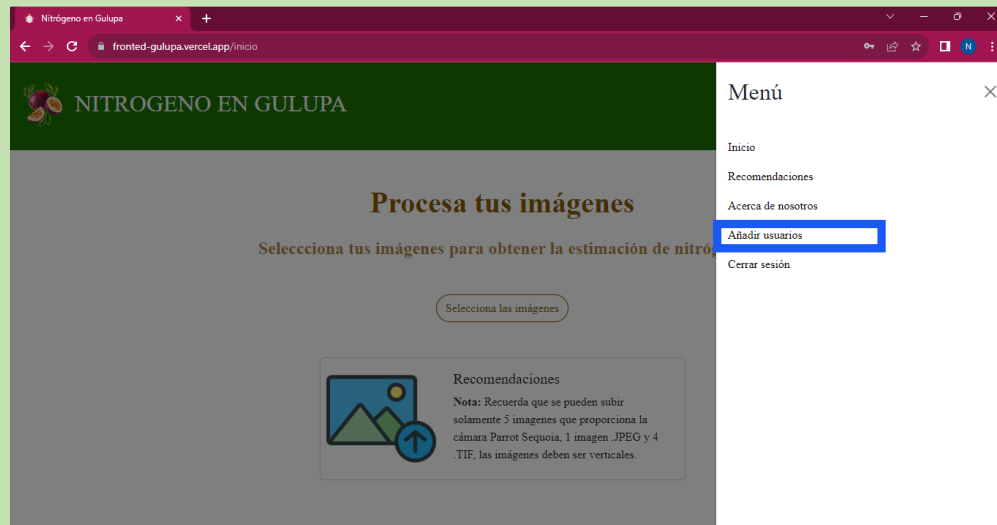 Nitrógeno en Gulupa
fronted-gulupa.vercel.app/inicio
N
NITROGENO EN GULUPA
Procesa tus imágenes
Seleccciona tus imágenes para obtener la estimación de nitróg
Selecciona las imágenes
Recomendaciones
Nota: Recuerda que se pueden subir
solamente 5 imagenes que proporciona la
cámara Parrot Sequoia, 1 imagen .JPEG y 4
.TIF, las imágenes deben ser verticales.
Menú
Inicio
Recomendaciones
Acerca de nosotros
Añadir usuarios
Cerrar sesión